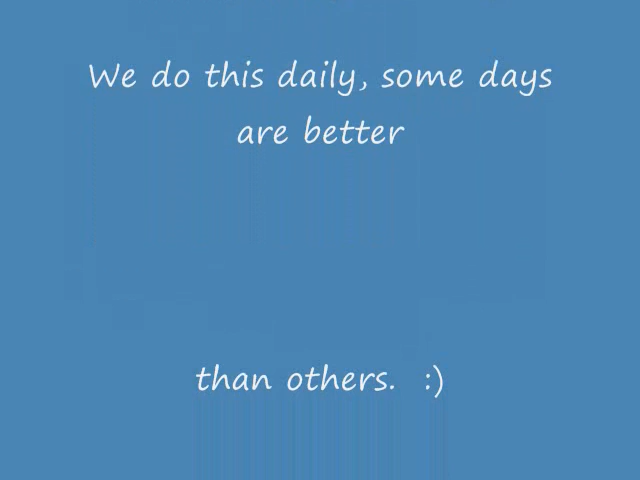 We do this daily, some days
are better
than others.  :)